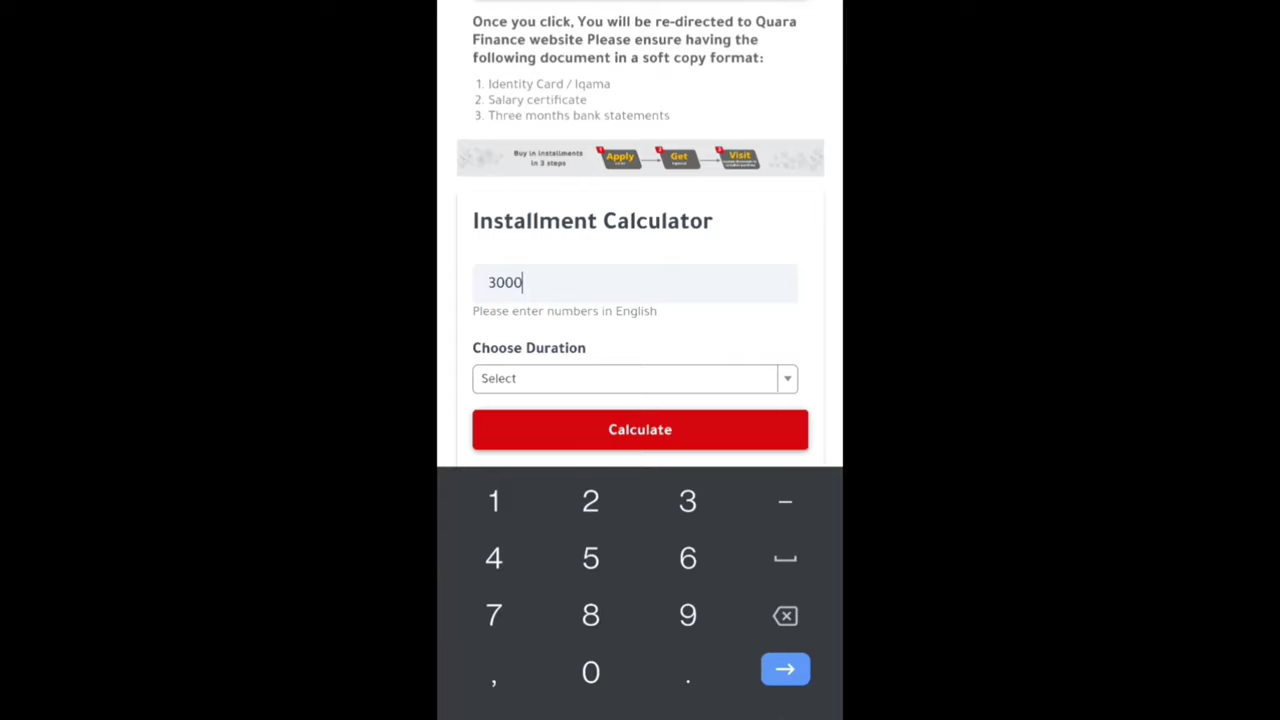 Once you click, You will be re-directed to Quara
Finance website Please ensure having the
following document in a soft copy format:
1. Identity Card / Iqama
2. Salary certificate
3. Three months bank statements
Buy in installments
in 3 steps
1 Apply
2 Get
3 Visit
Installment Calculator
3000
Please enter numbers in English
Choose Duration
Select
Calculate
1 2 3 –
4 5 6
7 8 9
, 0 .